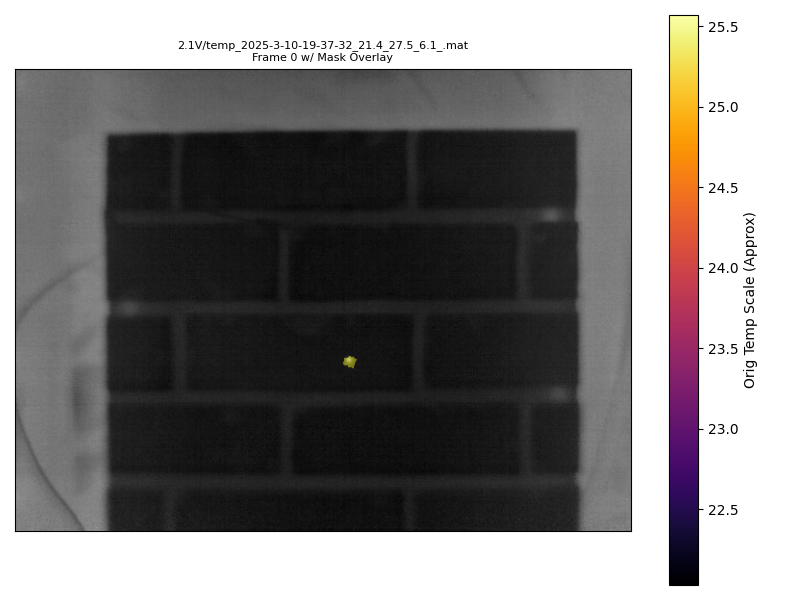 2.1V/temp_2025-3-10-19-37-32_21.4_27.5_6.1_.mat
Frame 0 w/ Mask Overlay
25.5
25.0
24.5
24.0
23.5
23.0
22.5
Orig Temp Scale (Approx)